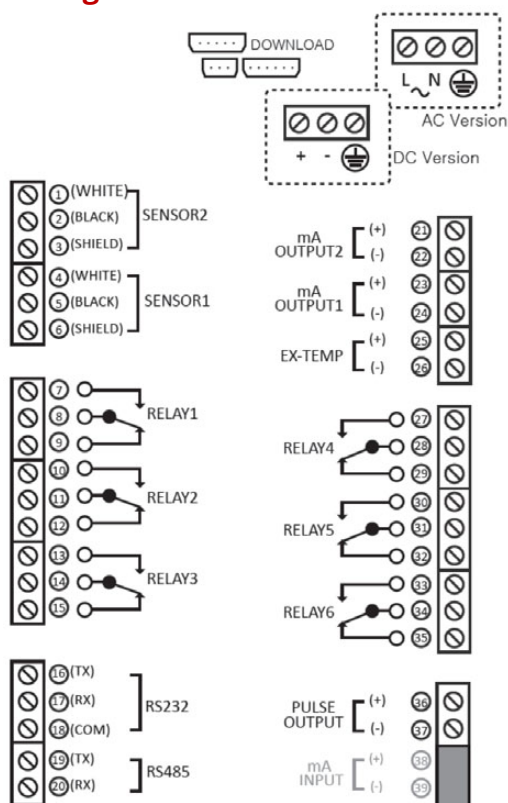 DOWNLOAD
L N
AC Version
+ -
DC Version
1 (WHITE)
2 (BLACK) SENSOR2
3 (SHIELD)
4 (WHITE)
5 (BLACK) SENSOR1
6 (SHIELD)
mA (+) 21
OUTPUT2 (-) 22
mA (+) 23
OUTPUT1 (-) 24
EX-TEMP (+) 25
(-) 26
7
8 RELAY1
9
10
11 RELAY2
12
13
14 RELAY3
15
27
RELAY4 28
29
30
RELAY5 31
32
33
RELAY6 34
35
16 (TX)
17 (RX) RS232
18 (COM)
19 (TX) RS485
20 (RX)
PULSE (+) 36
OUTPUT (-) 37
mA (+) 38
INPUT (-) 39